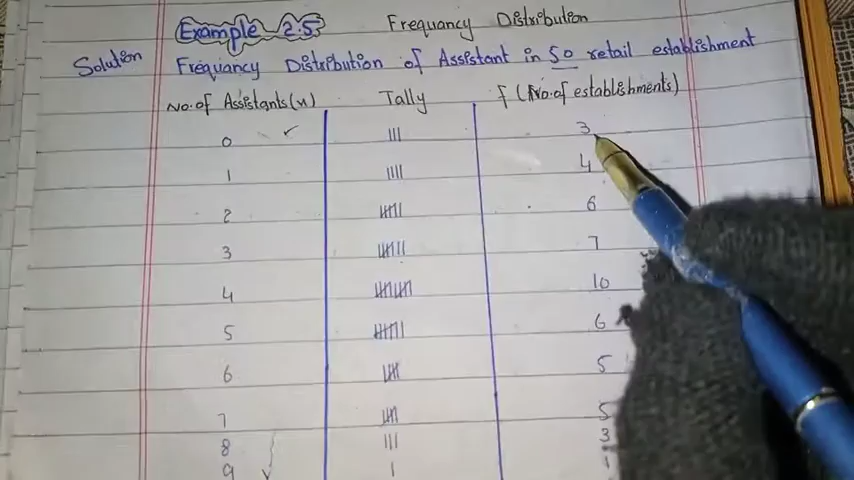 Example 2.5 Frequancy Distribution
Solution Frequancy Distribution of Assistant in 50 retail establishment
No. of Assistants (x) Tally f (No. of establishments)
0 ||| 3
1 |||| 4
2 6
3 7
4 10
5 6
6 5
7 5
8 ||| 3
9 | 1